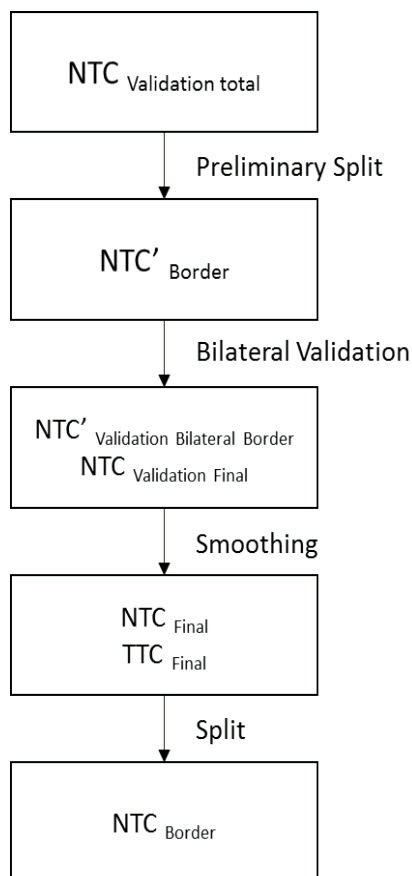 NTC Validation total
Preliminary Split
NTC’ Border
Bilateral Validation
NTC’ Validation Bilateral Border
NTC Validation Final
Smoothing
NTC Final
TTC Final
Split
NTC Border